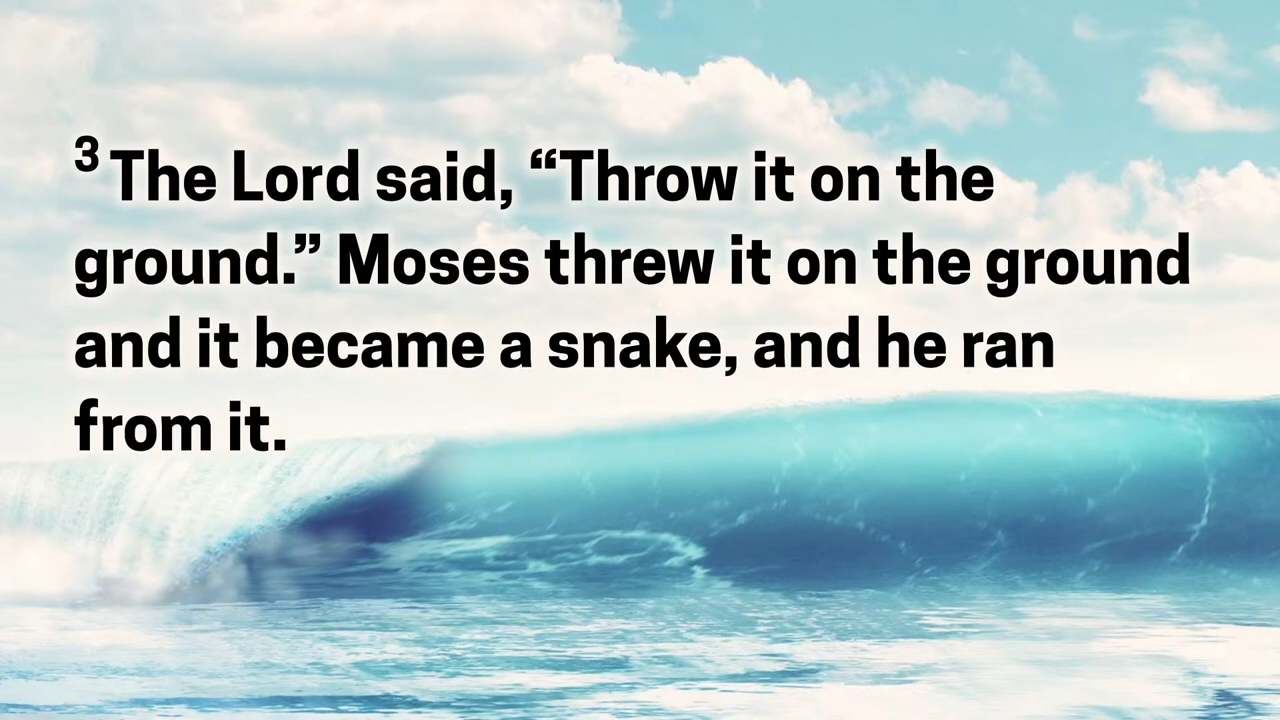 ³ The Lord said, “Throw it on the
ground.” Moses threw it on the ground
and it became a snake, and he ran
from it.